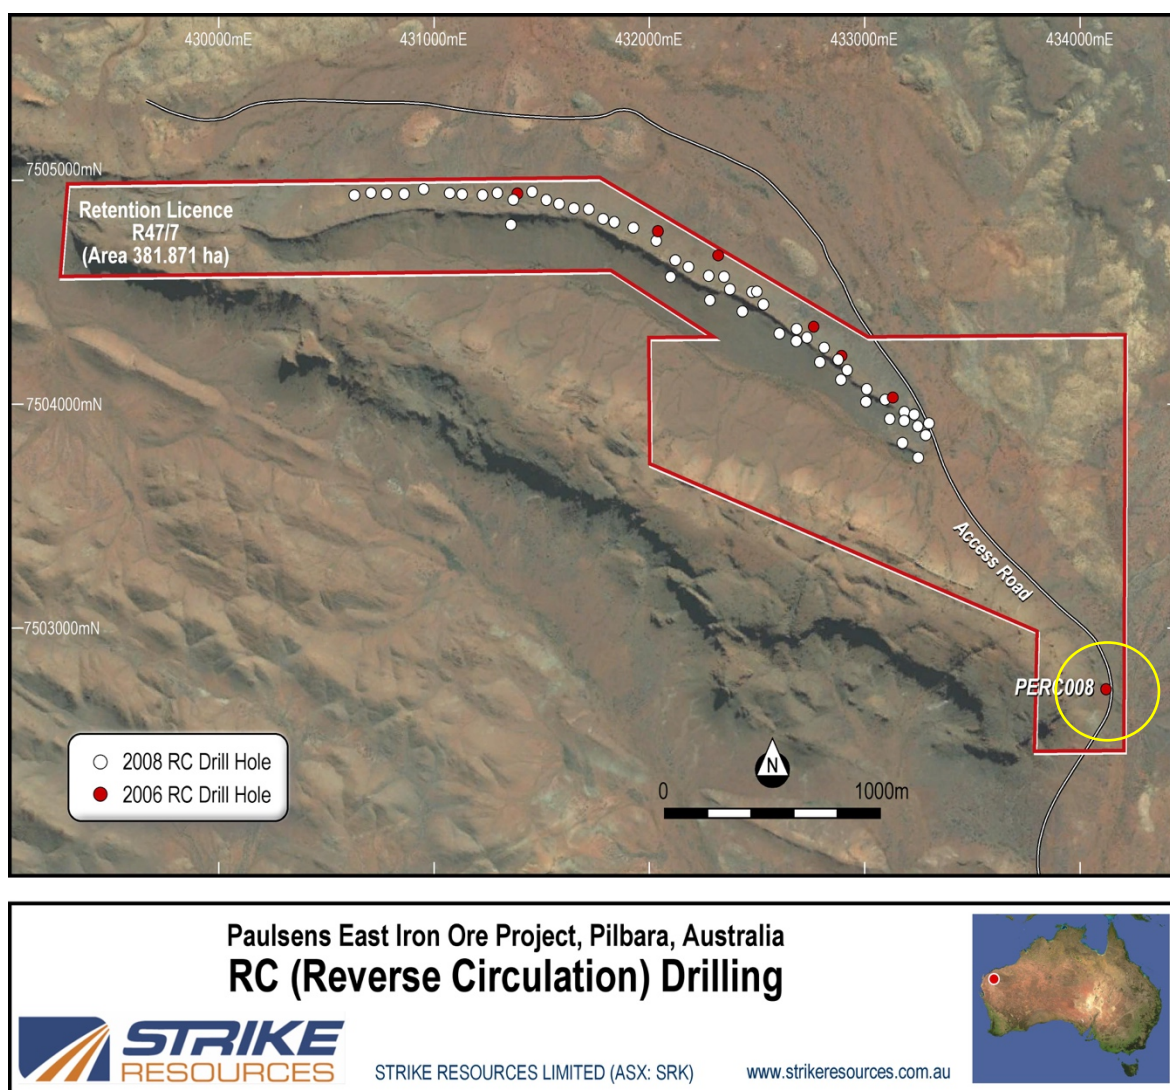 430000mE 431000mE 432000mE 433000mE 434000mE
7505000mN
Retention Licence
R47/7
(Area 381.871 ha)
7504000mN
Access Road
7503000mN
PERC008
2008 RC Drill Hole
2006 RC Drill Hole
N
0 1000m
Paulsens East Iron Ore Project, Pilbara, Australia
RC (Reverse Circulation) Drilling
STRIKE
RESOURCES
STRIKE RESOURCES LIMITED (ASX: SRK) www.strikeresources.com.au